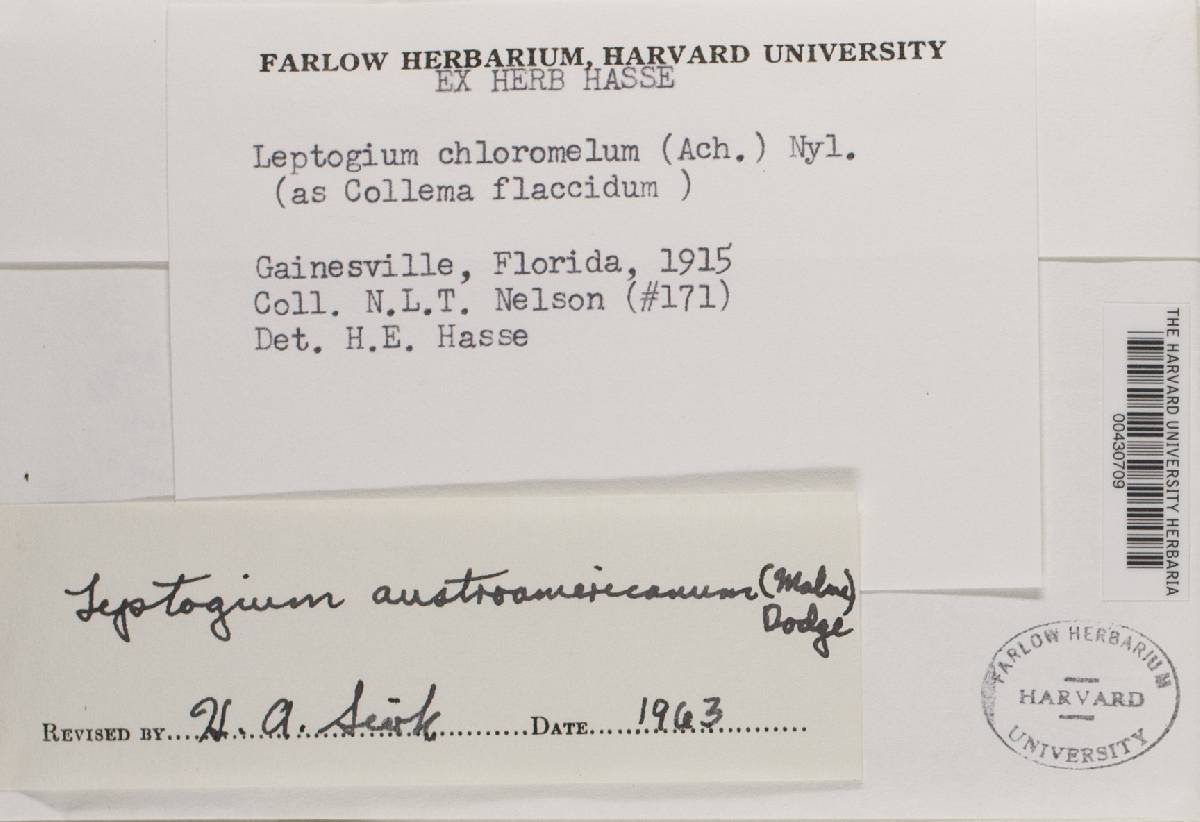 FARLOW HERBARIUM, HARVARD UNIVERSITY
EX HERB HASSE
Leptogium chloromelum (Ach.) Nyl.
(as Collema flaccidum )
Gainesville, Florida, 1915
Coll. N.L.T. Nelson (#171)
Det. H.E. Hasse
THE HARVARD UNIVERSITY HERBARIA
00430709
Leptogium austroamericanum (Malme)
Dodge
REVISED BY....H. A. Sierk..........DATE.....1963..........
FARLOW HERBARIUM
HARVARD
UNIVERSITY